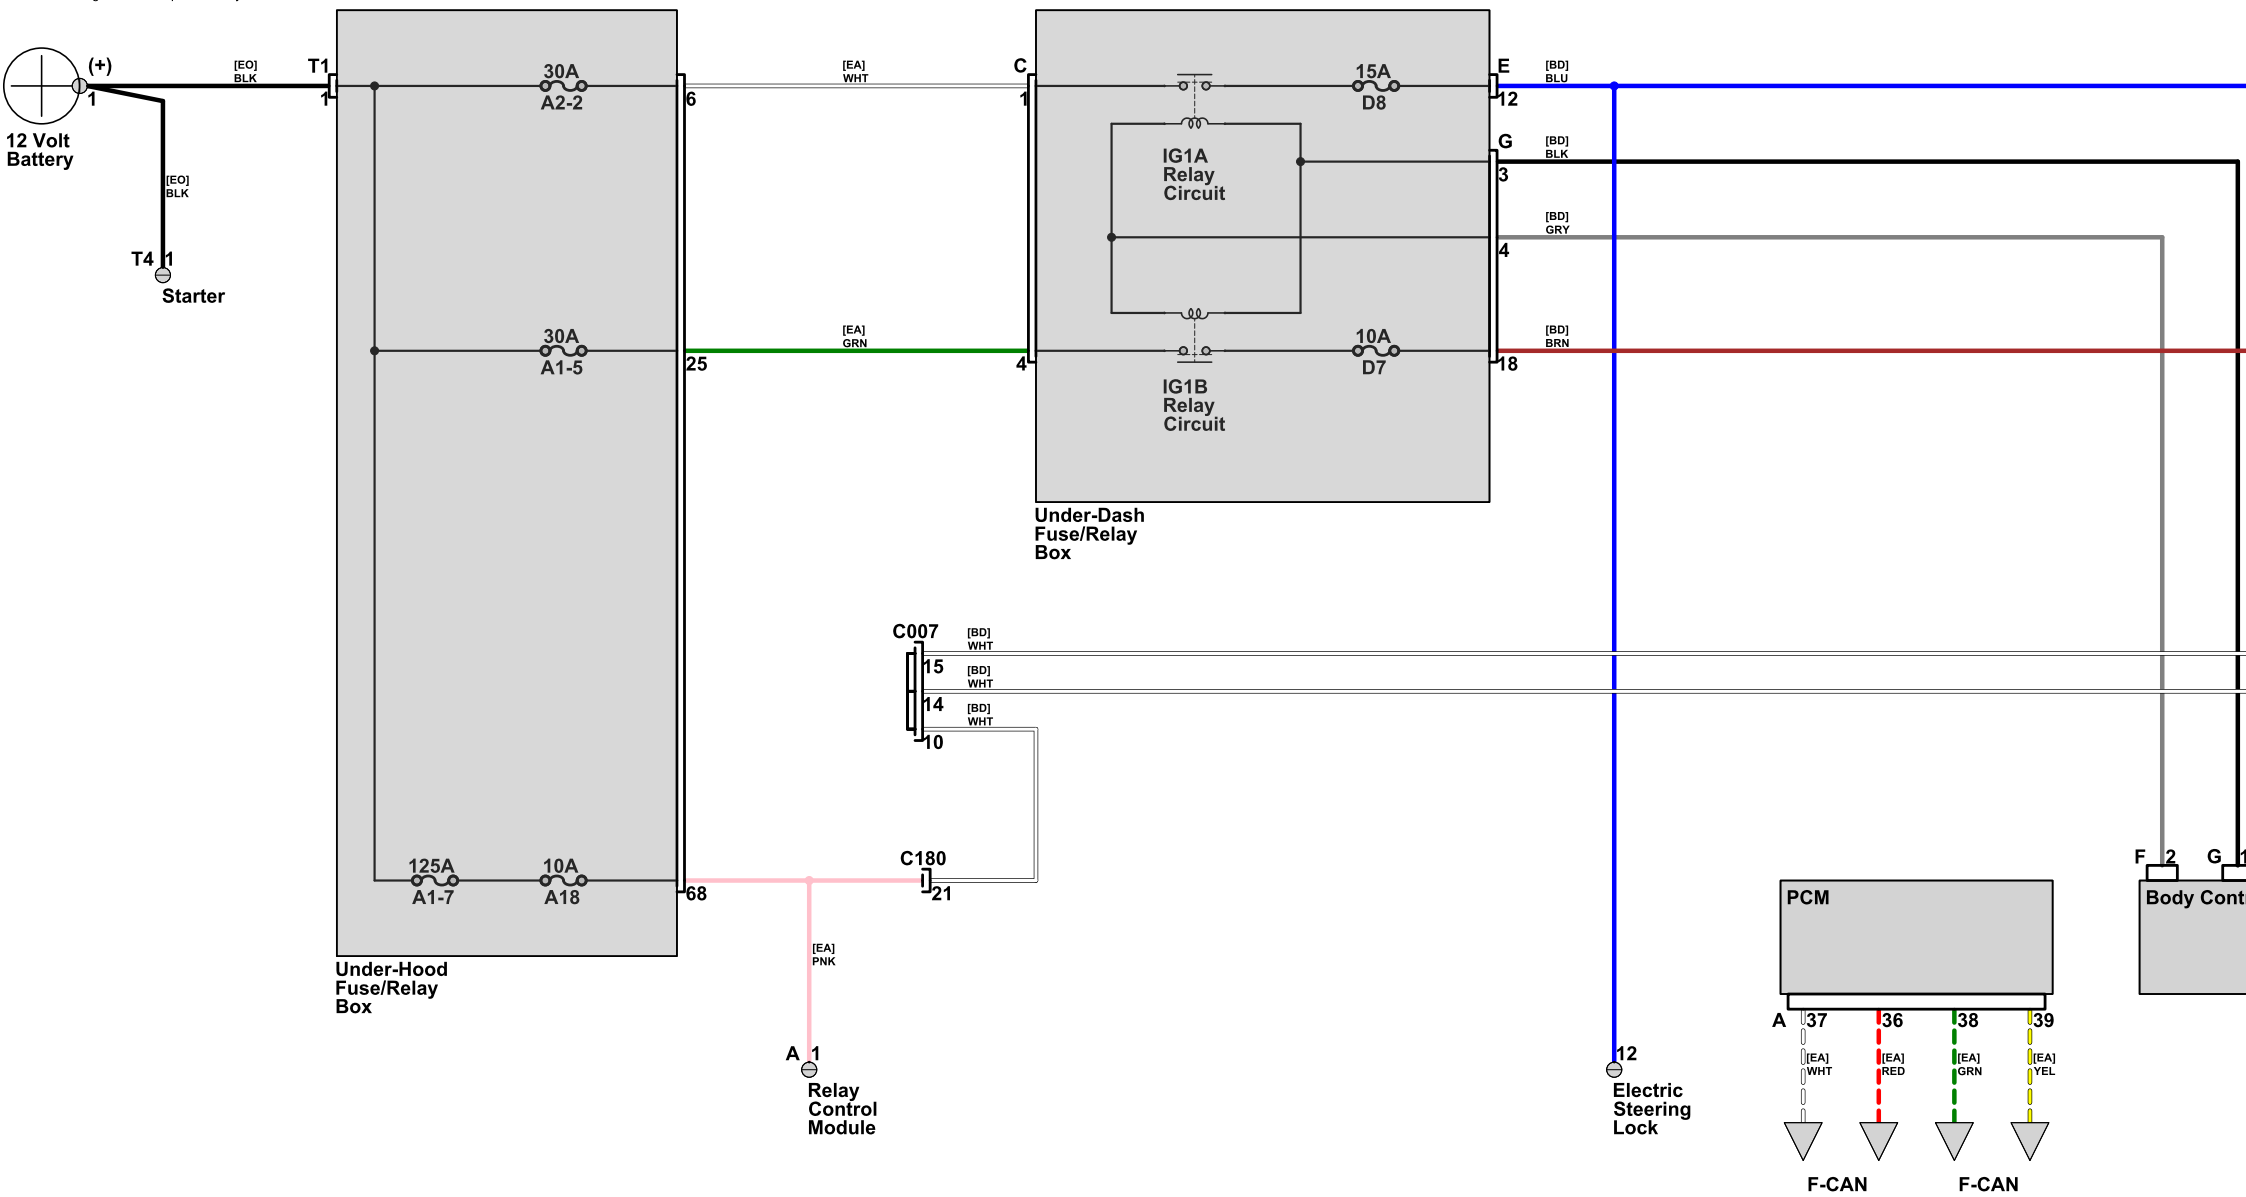 (+)
1
12 Volt
Battery
[EO]
BLK
[EO]
BLK
T4 1
Starter
T1
1
30A
A2-2
6
30A
A1-5
25
125A
A1-7
10A
A18
68
Under-Hood
Fuse/Relay
Box
[EA]
WHT
[EA]
GRN
C
1
4
IG1A
Relay
Circuit
15A
D8
IG1B
Relay
Circuit
10A
D7
Under-Dash
Fuse/Relay
Box
E
12
[BD]
BLU
G
3
[BD]
BLK
4
[BD]
GRY
18
[BD]
BRN
C007
15
[BD]
WHT
14
[BD]
WHT
10
[BD]
WHT
C180
21
[EA]
PNK
A 1
Relay
Control
Module
12
Electric
Steering
Lock
PCM
A 37 36 38 39
[EA]
WHT
[EA]
RED
[EA]
GRN
[EA]
YEL
F-CAN F-CAN
F 2 G 1
Body Cont